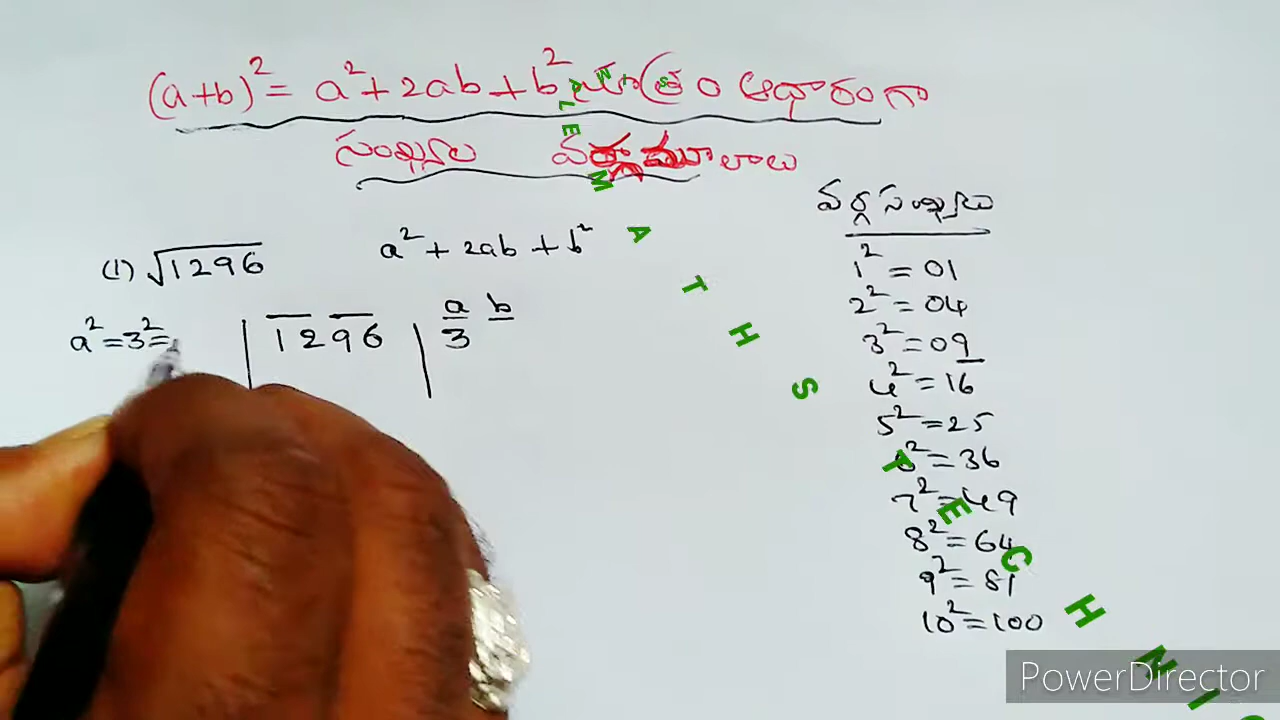 (a+b)² = a²+2ab+b² సూత్రం ఆధారంగా
సంఖ్యల వర్గమూలాలు
(1) √1296
a² + 2ab + b²
a² = 3² =
1296
a b
3
వర్గ సంఖ్యలు
1² = 01
2² = 04
3² = 09
4² = 16
5² = 25
6² = 36
7² = 49
8² = 64
9² = 81
10² = 100
MATHS TECHNI
PowerDirector